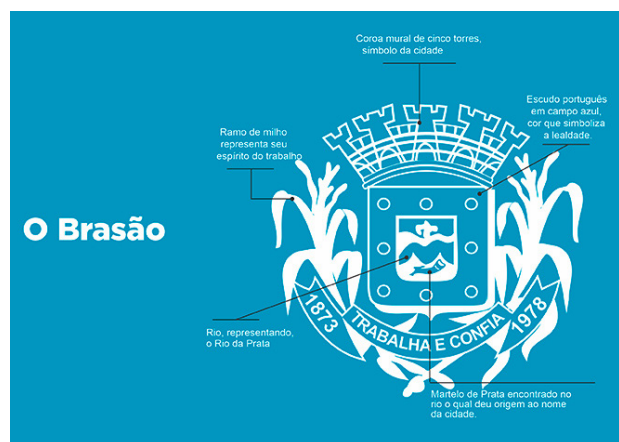 Coroa mural de cinco torres,
símbolo da cidade
Escudo português
em campo azul,
cor que simboliza
a lealdade.
Ramo de milho
representa seu
espírito do trabalho
O Brasão
1873
TRABALHA E CONFIA
1978
Rio, representando,
o Rio da Prata
Martelo de Prata encontrado no
rio o qual deu origem ao nome
da cidade.